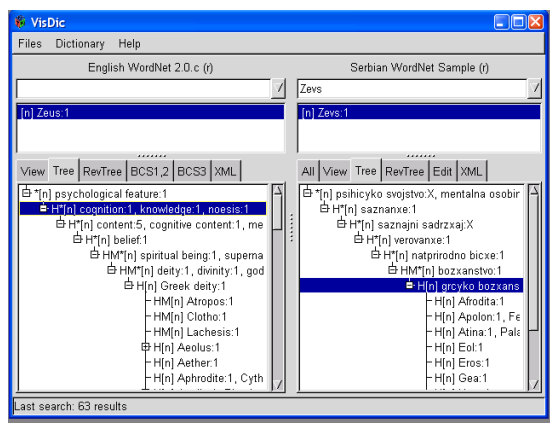 VisDic
Files Dictionary Help
English WordNet 2.0.c (r)
[n] Zeus:1
View Tree RevTree BCS1,2 BCS3 XML
*[n] psychological feature:1
H*[n] cognition:1, knowledge:1, noesis:1
H*[n] content:5, cognitive content:1, me
H*[n] belief:1
HM*[n] spiritual being:1, superna
HM*[n] deity:1, divinity:1, god
H[n] Greek deity:1
HM[n] Atropos:1
HM[n] Clotho:1
HM[n] Lachesis:1
H[n] Aeolus:1
H[n] Aether:1
H[n] Aphrodite:1, Cyth
Serbian WordNet Sample (r)
Zevs
[n] Zevs:1
All View Tree RevTree Edit XML
*[n] psihicyko svojstvo:X, mentalna osobir
H*[n] saznanxe:1
H*[n] saznajni sadrzxaj:X
H*[n] verovanxe:1
H*[n] natprirodno bicxe:1
HM*[n] bozxanstvo:1
H[n] grcyko bozxans
H[n] Afrodita:1
H[n] Apolon:1, Fe
H[n] Atina:1, Pala
H[n] Eol:1
H[n] Eros:1
H[n] Gea:1
Last search: 63 results